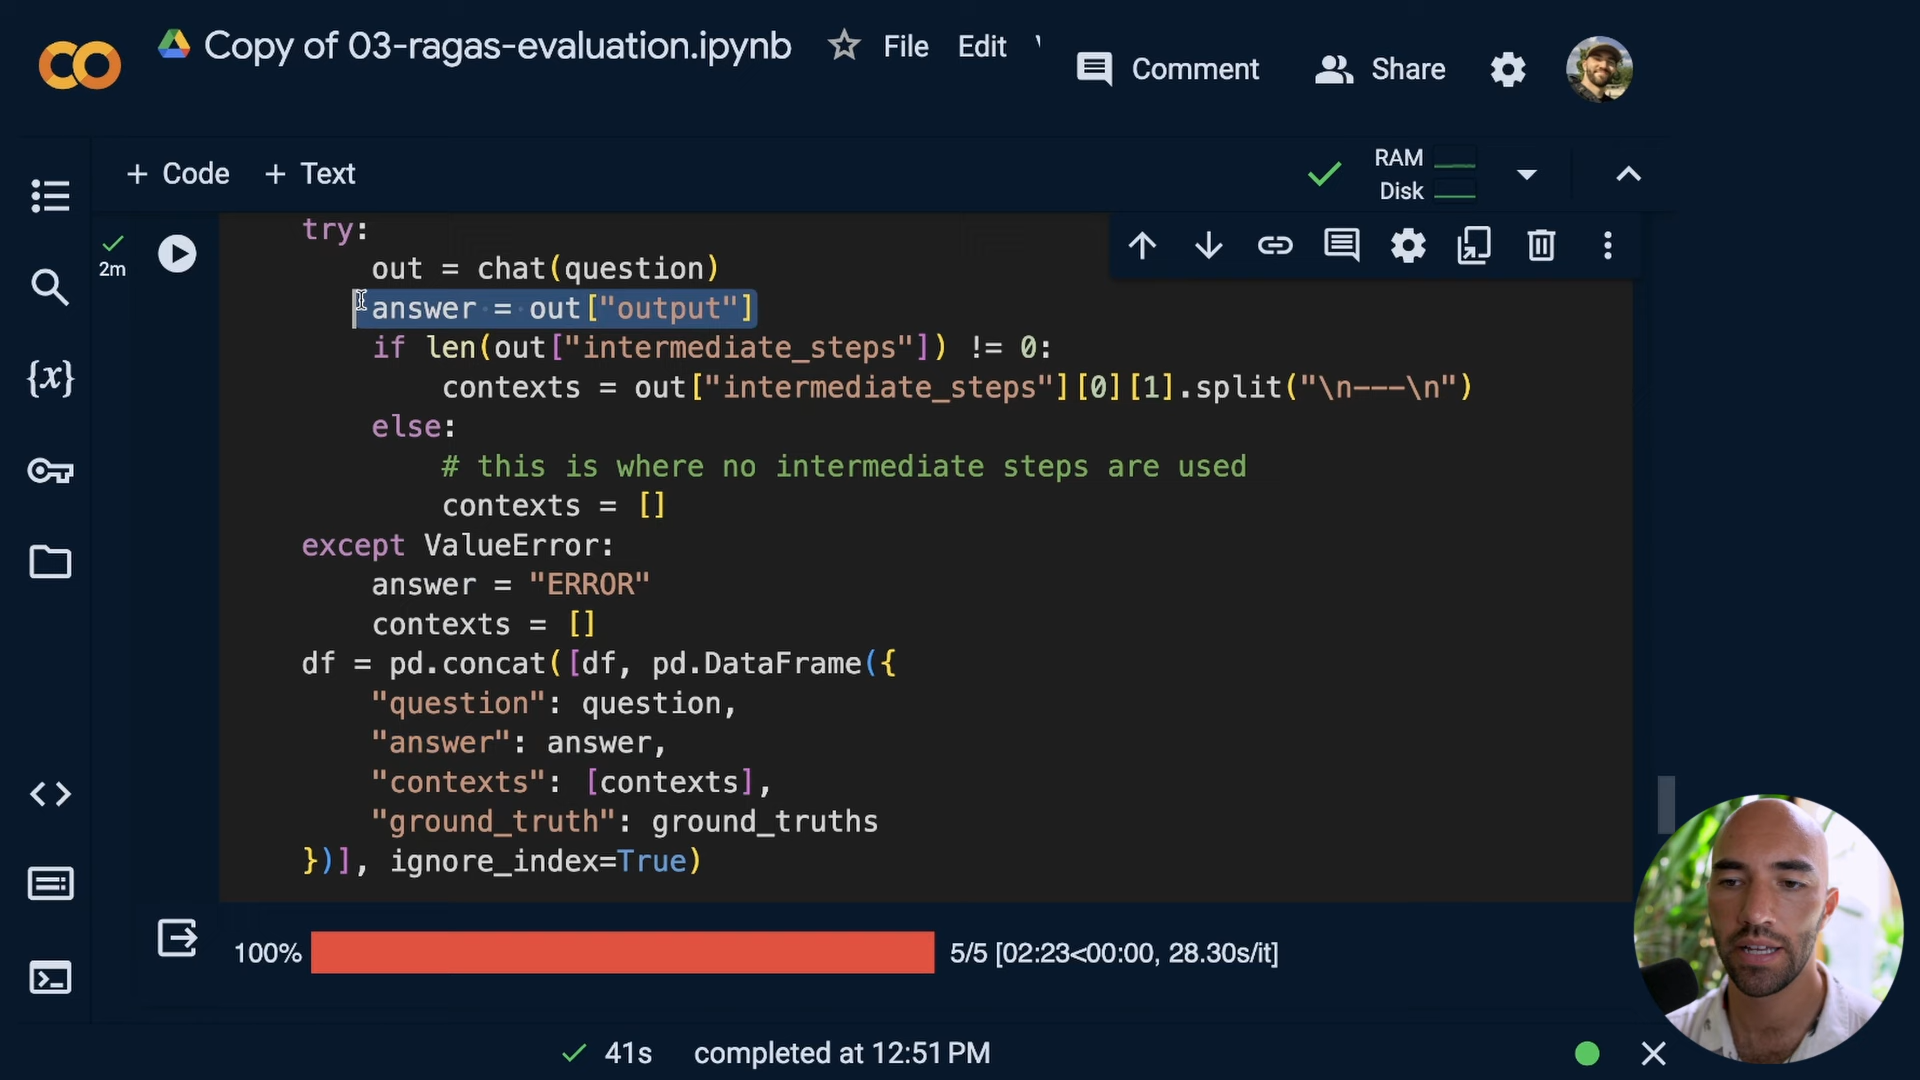 Copy of 03-ragas-evaluation.ipynb
File Edit
Comment
Share
+ Code + Text
RAM
Disk
2m
try:
out = chat(question)
answer = out["output"]
if len(out["intermediate_steps"]) != 0:
contexts = out["intermediate_steps"][0][1].split("\n---\n")
else:
# this is where no intermediate steps are used
contexts = []
except ValueError:
answer = "ERROR"
contexts = []
df = pd.concat([df, pd.DataFrame({
"question": question,
"answer": answer,
"contexts": [contexts],
"ground_truth": ground_truths
})], ignore_index=True)
100% 5/5 [02:23<00:00, 28.30s/it]
41s completed at 12:51 PM